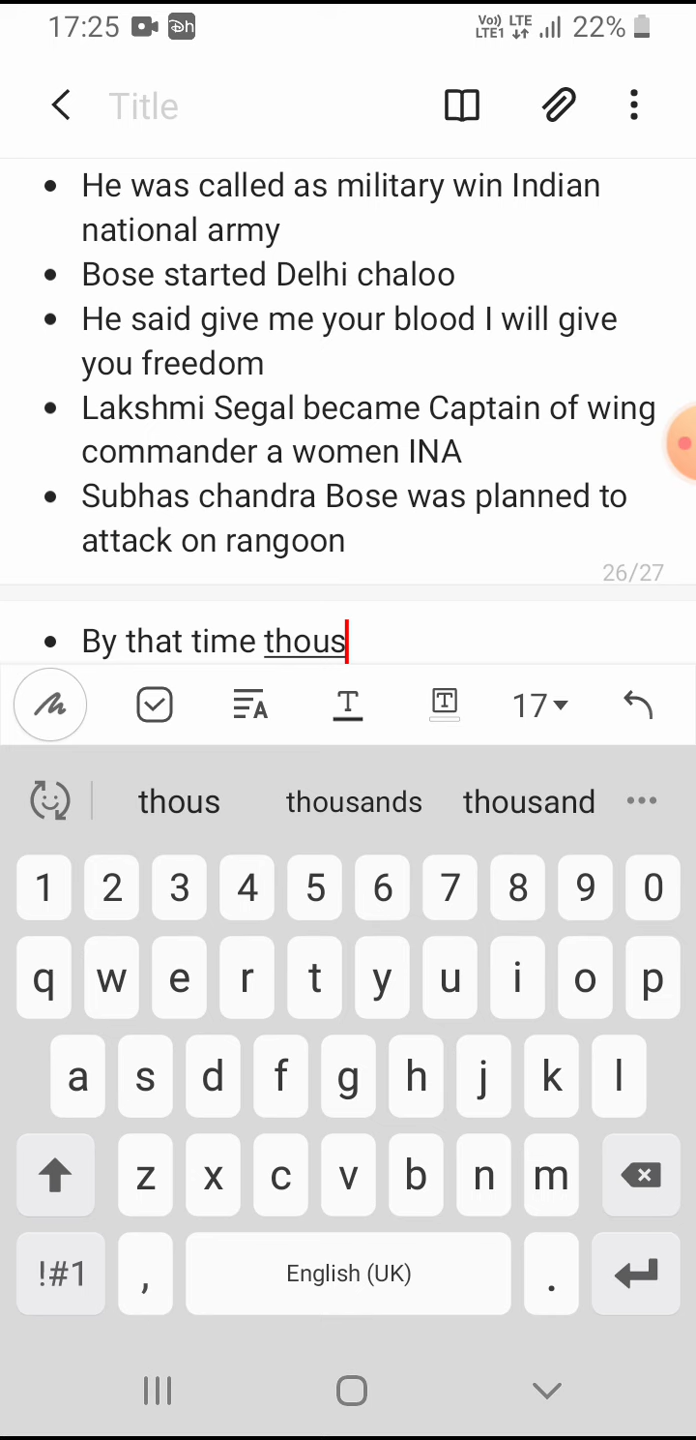 17:25 Vo)) LTE LTE1 22%
Title
• He was called as military win Indian
national army
• Bose started Delhi chaloo
• He said give me your blood I will give
you freedom
• Lakshmi Segal became Captain of wing
commander a women INA
• Subhas chandra Bose was planned to
attack on rangoon
26/27
• By that time thous
17
thous thousands thousand
1 2 3 4 5 6 7 8 9 0
q w e r t y u i o p
a s d f g h j k l
z x c v b n m
!#1 , English (UK) .